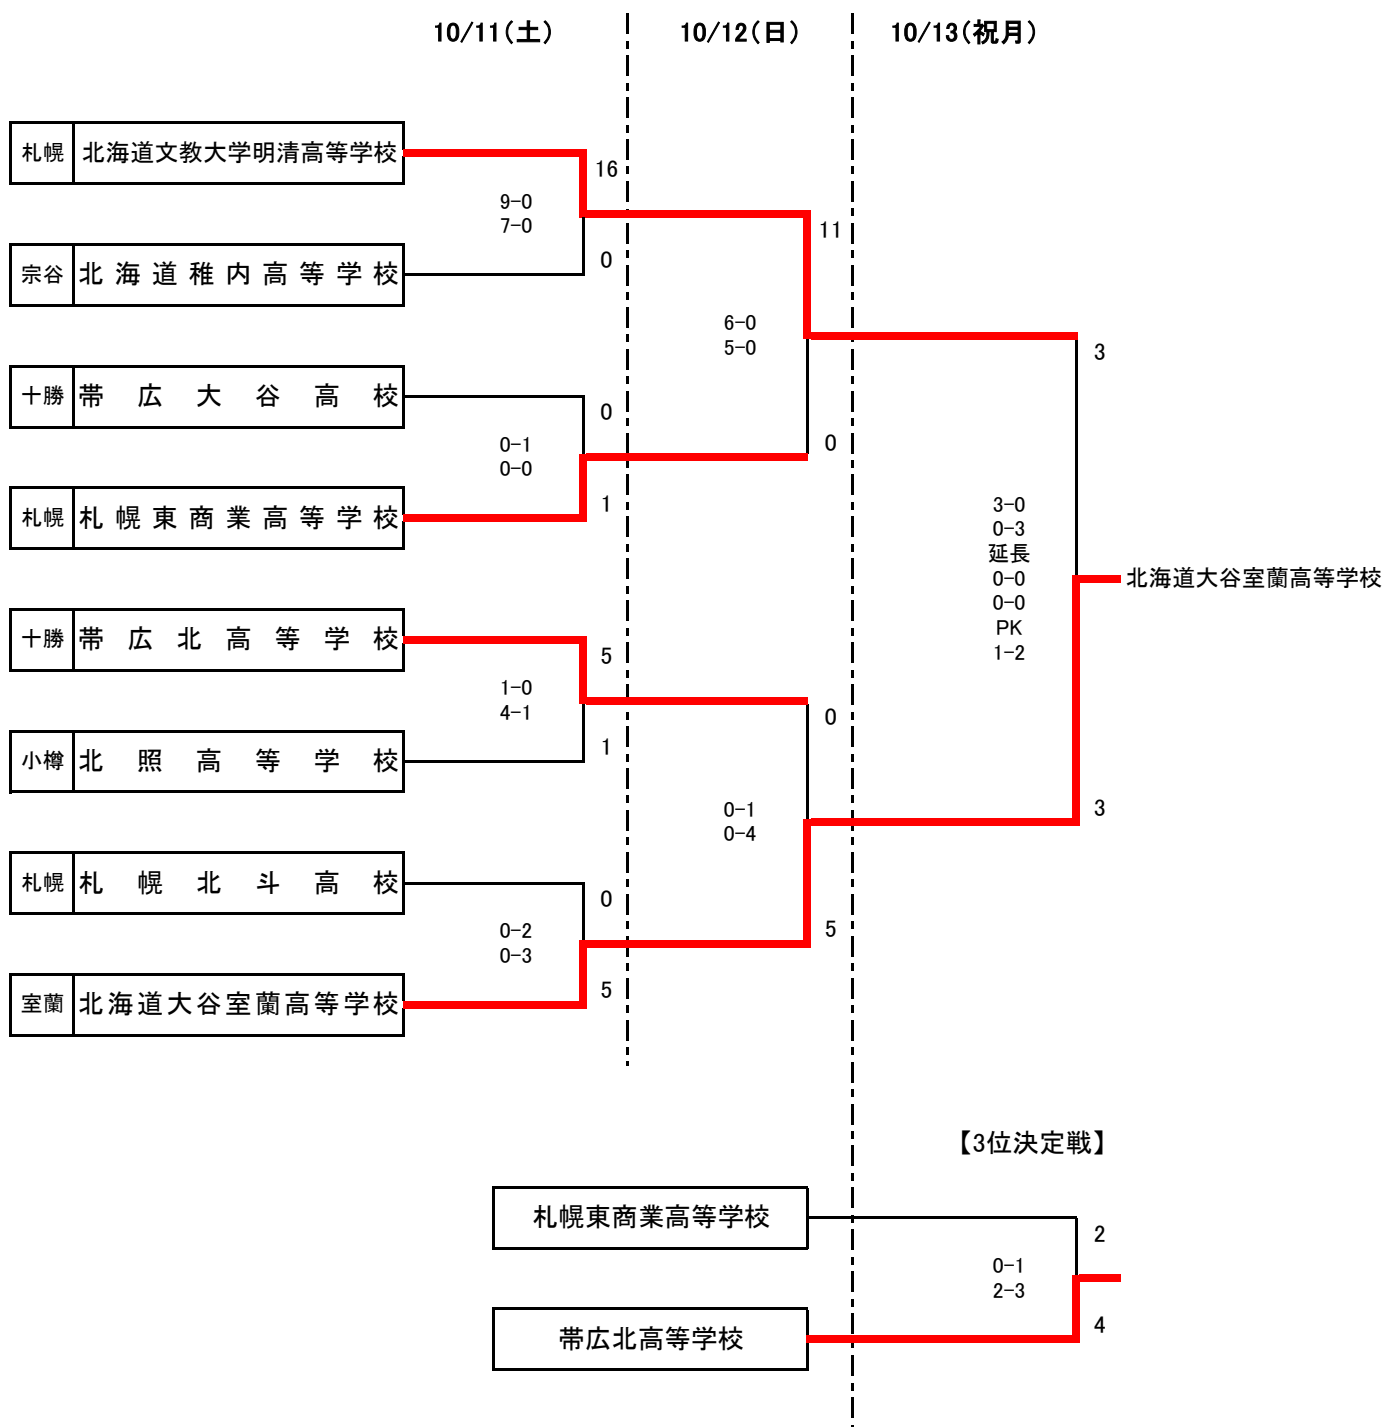 10/11(土) 10/12(日) 10/13(祝月)
札幌 北海道文教大学明清高等学校
16
9-0
7-0
11
宗谷 北海道稚内高等学校
0
6-0
5-0
3
十勝 帯広大谷高校
0
0-1
0-0
0
札幌 札幌東商業高等学校
1
3-0
0-3
延長
0-0
0-0
PK
1-2
北海道大谷室蘭高等学校
十勝 帯広北高等学校
5
1-0
4-1
0
小樽 北照高等学校
1
0-1
0-4
3
札幌 札幌北斗高校
0
0-2
0-3
5
室蘭 北海道大谷室蘭高等学校
5
【3位決定戦】
札幌東商業高等学校
2
0-1
2-3
帯広北高等学校
4